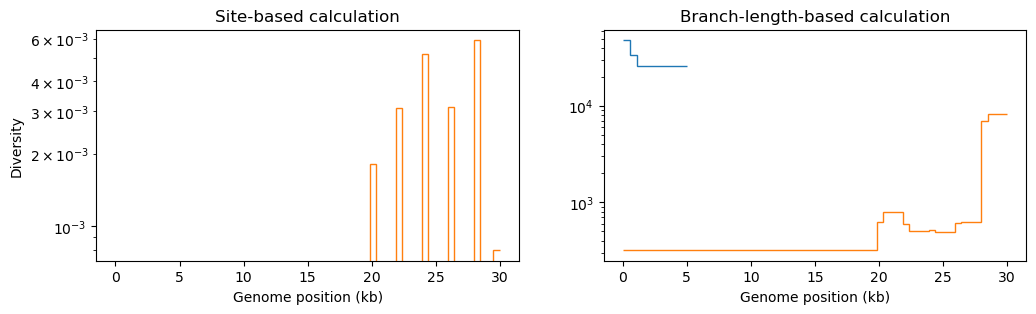 Site-based calculation
Diversity
6 × 10⁻³
4 × 10⁻³
3 × 10⁻³
2 × 10⁻³
10⁻³
0 5 10 15 20 25 30
Genome position (kb)
Branch-length-based calculation
10⁴
10³
0 5 10 15 20 25 30
Genome position (kb)